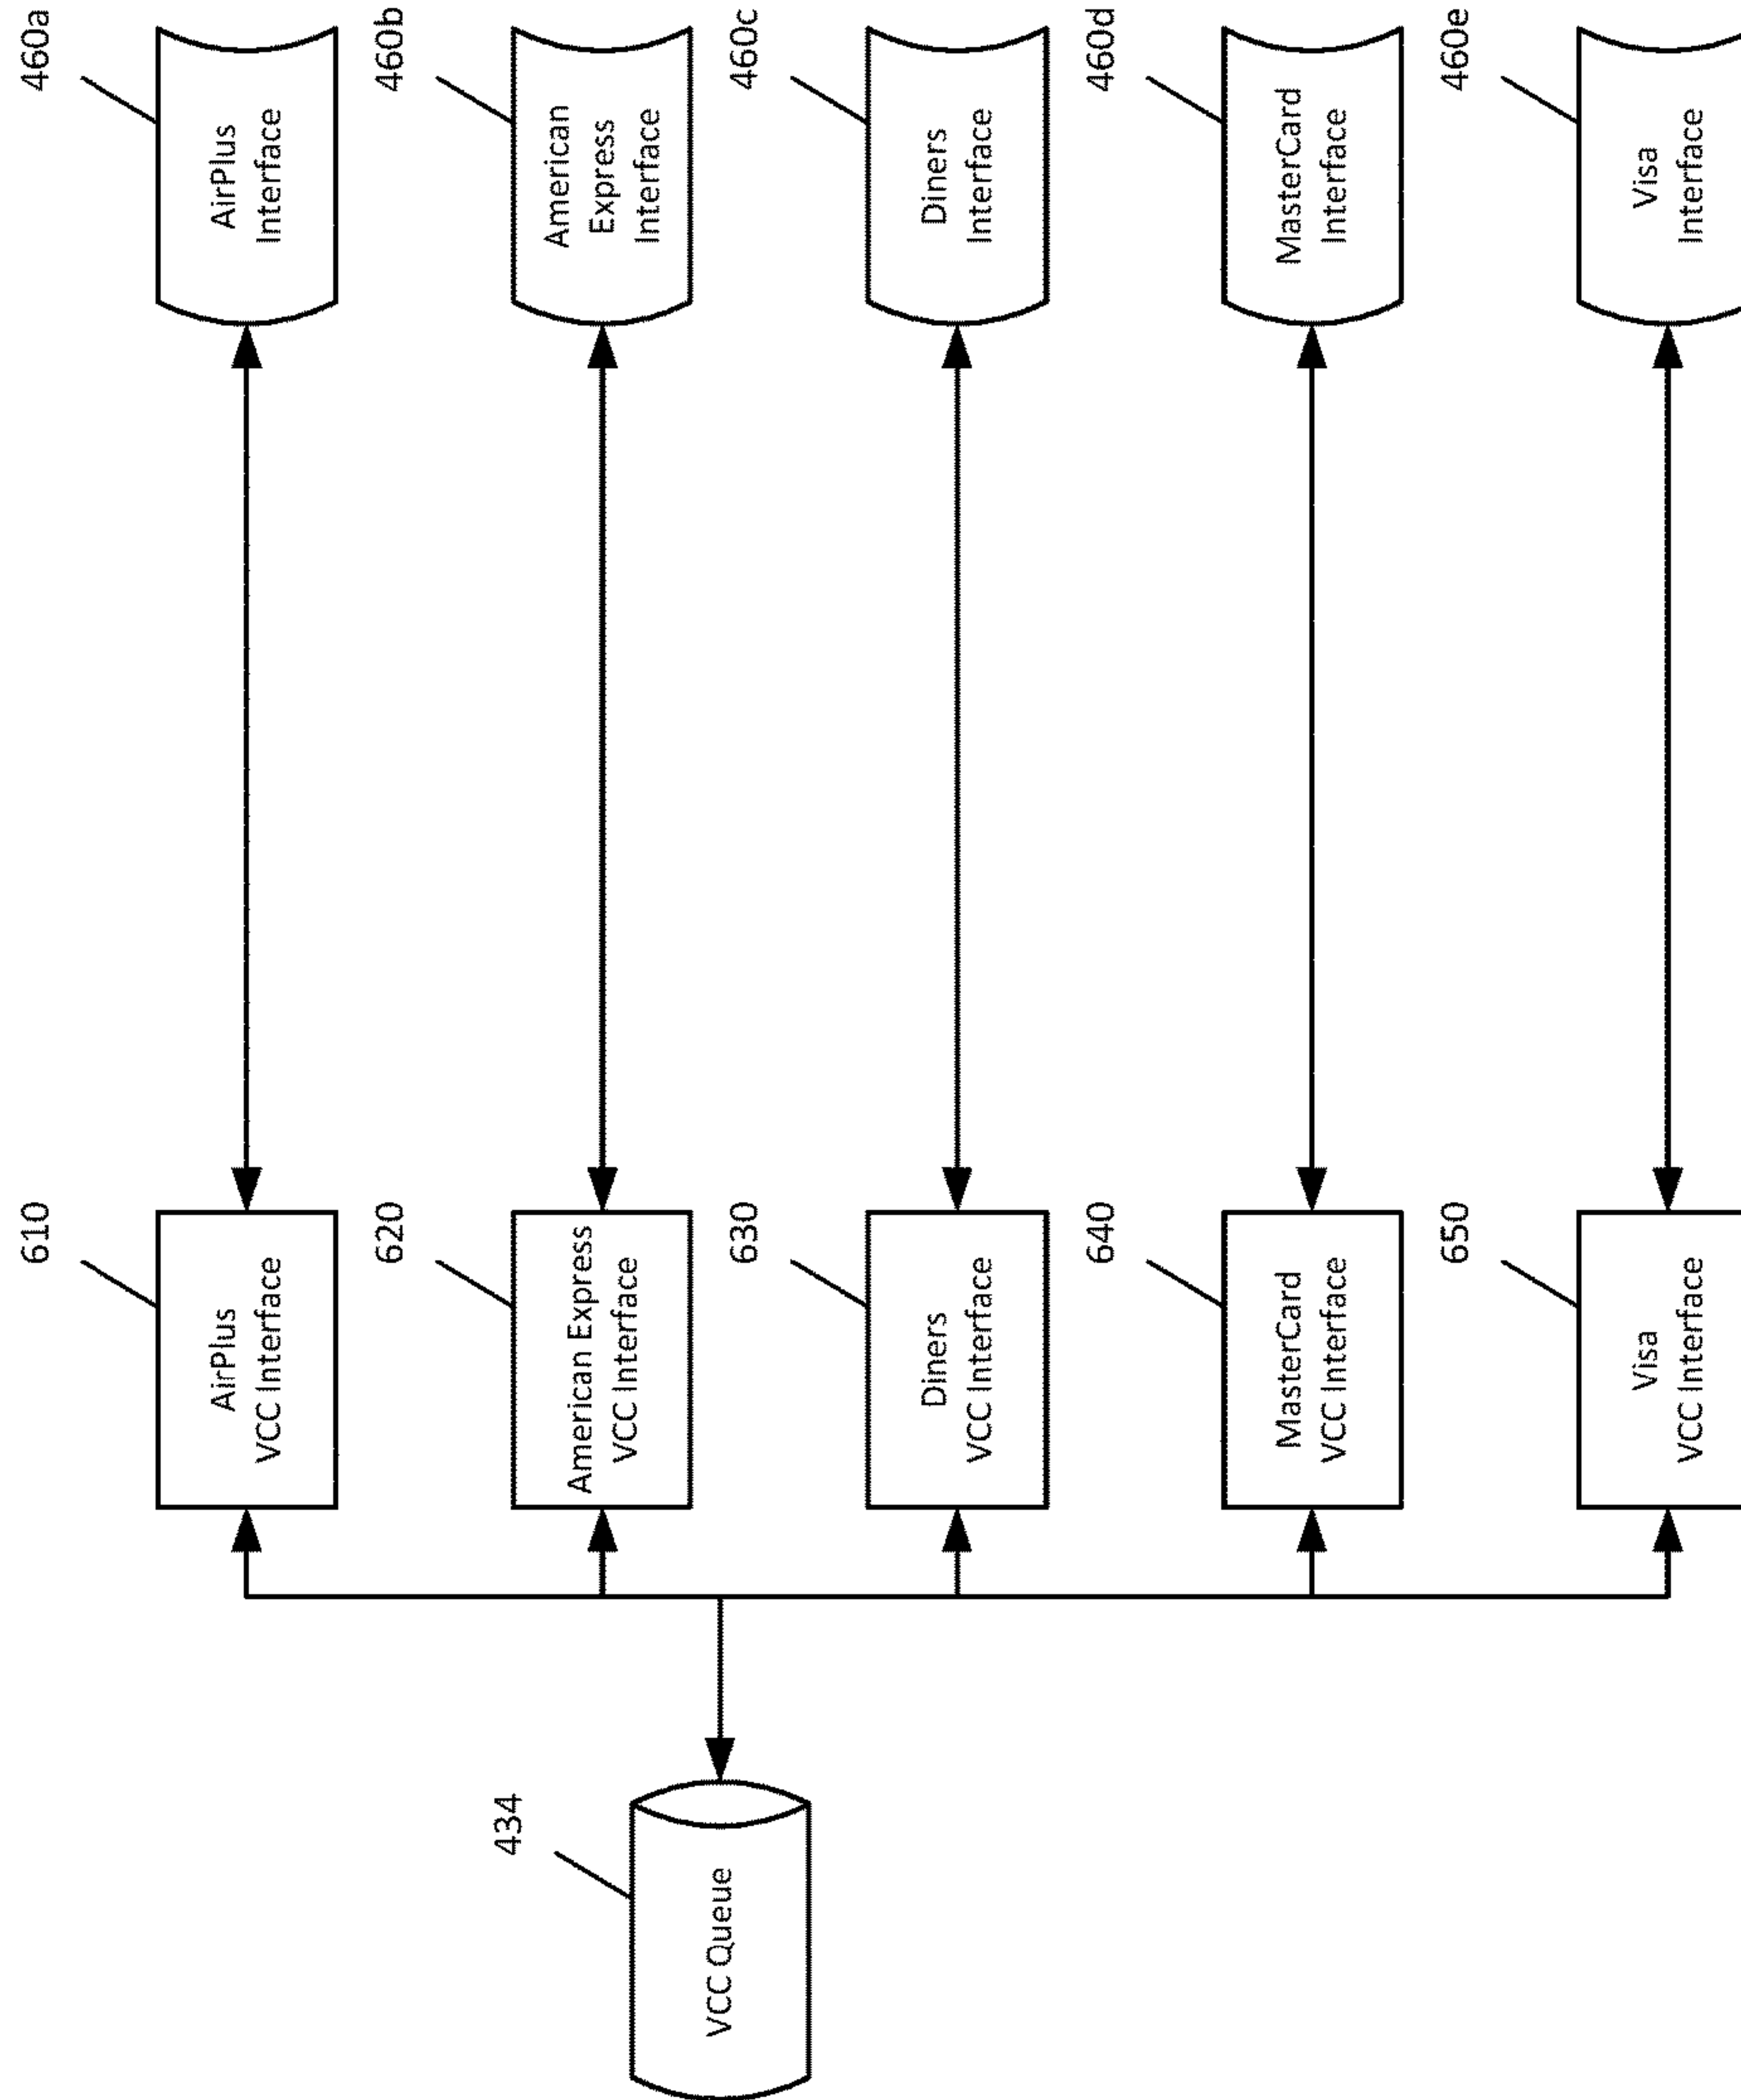 610
AirPlus
VCC Interface
460a
AirPlus
Interface
620
American Express
VCC Interface
460b
American
Express
Interface
434
VCC Queue
630
Diners
VCC Interface
460c
Diners
Interface
640
MasterCard
VCC Interface
460d
MasterCard
Interface
650
Visa
VCC Interface
460e
Visa
Interface